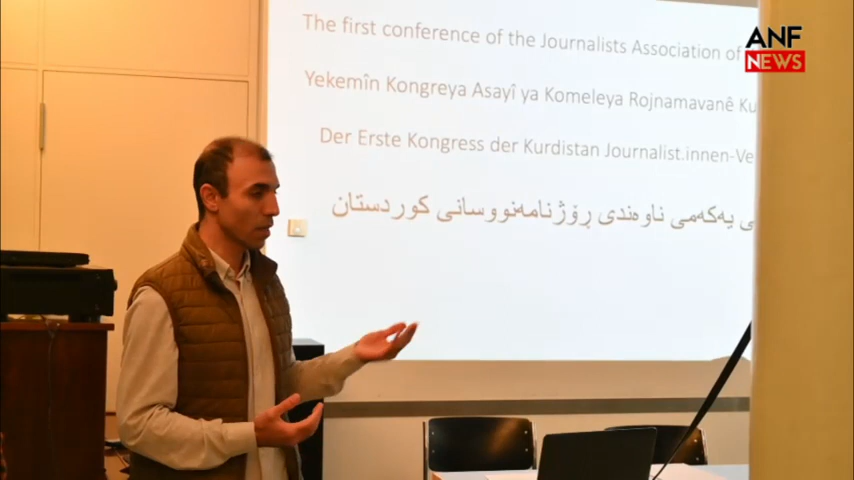 The first conference of the Journalists Association of
ANF
NEWS
Yekemîn Kongreya Asayî ya Komeleya Rojnamavanê Ku
Der Erste Kongress der Kurdistan Journalist.innen-Ve
ی یەکەمی ناوەندی ڕۆژنامەنووسانی کوردستان